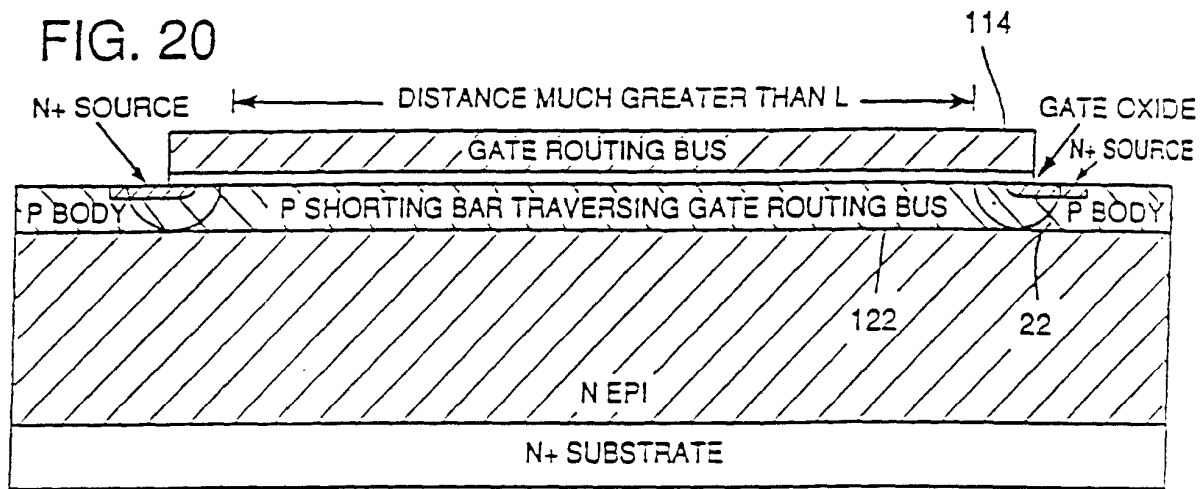 FIG. 20
114
N+ SOURCE
DISTANCE MUCH GREATER THAN L
GATE OXIDE
GATE ROUTING BUS
N+ SOURCE
P BODY
P SHORTING BAR TRAVERSING GATE ROUTING BUS
P BODY
122
22
N EPI
N+ SUBSTRATE